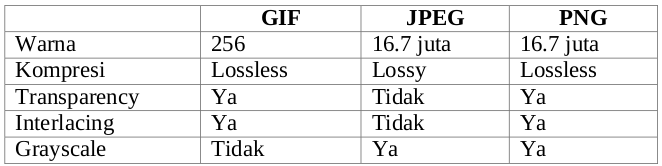 GIF JPEG PNG
Warna 256 16.7 juta 16.7 juta
Kompresi Lossless Lossy Lossless
Transparency Ya Tidak Ya
Interlacing Ya Tidak Ya
Grayscale Tidak Ya Ya